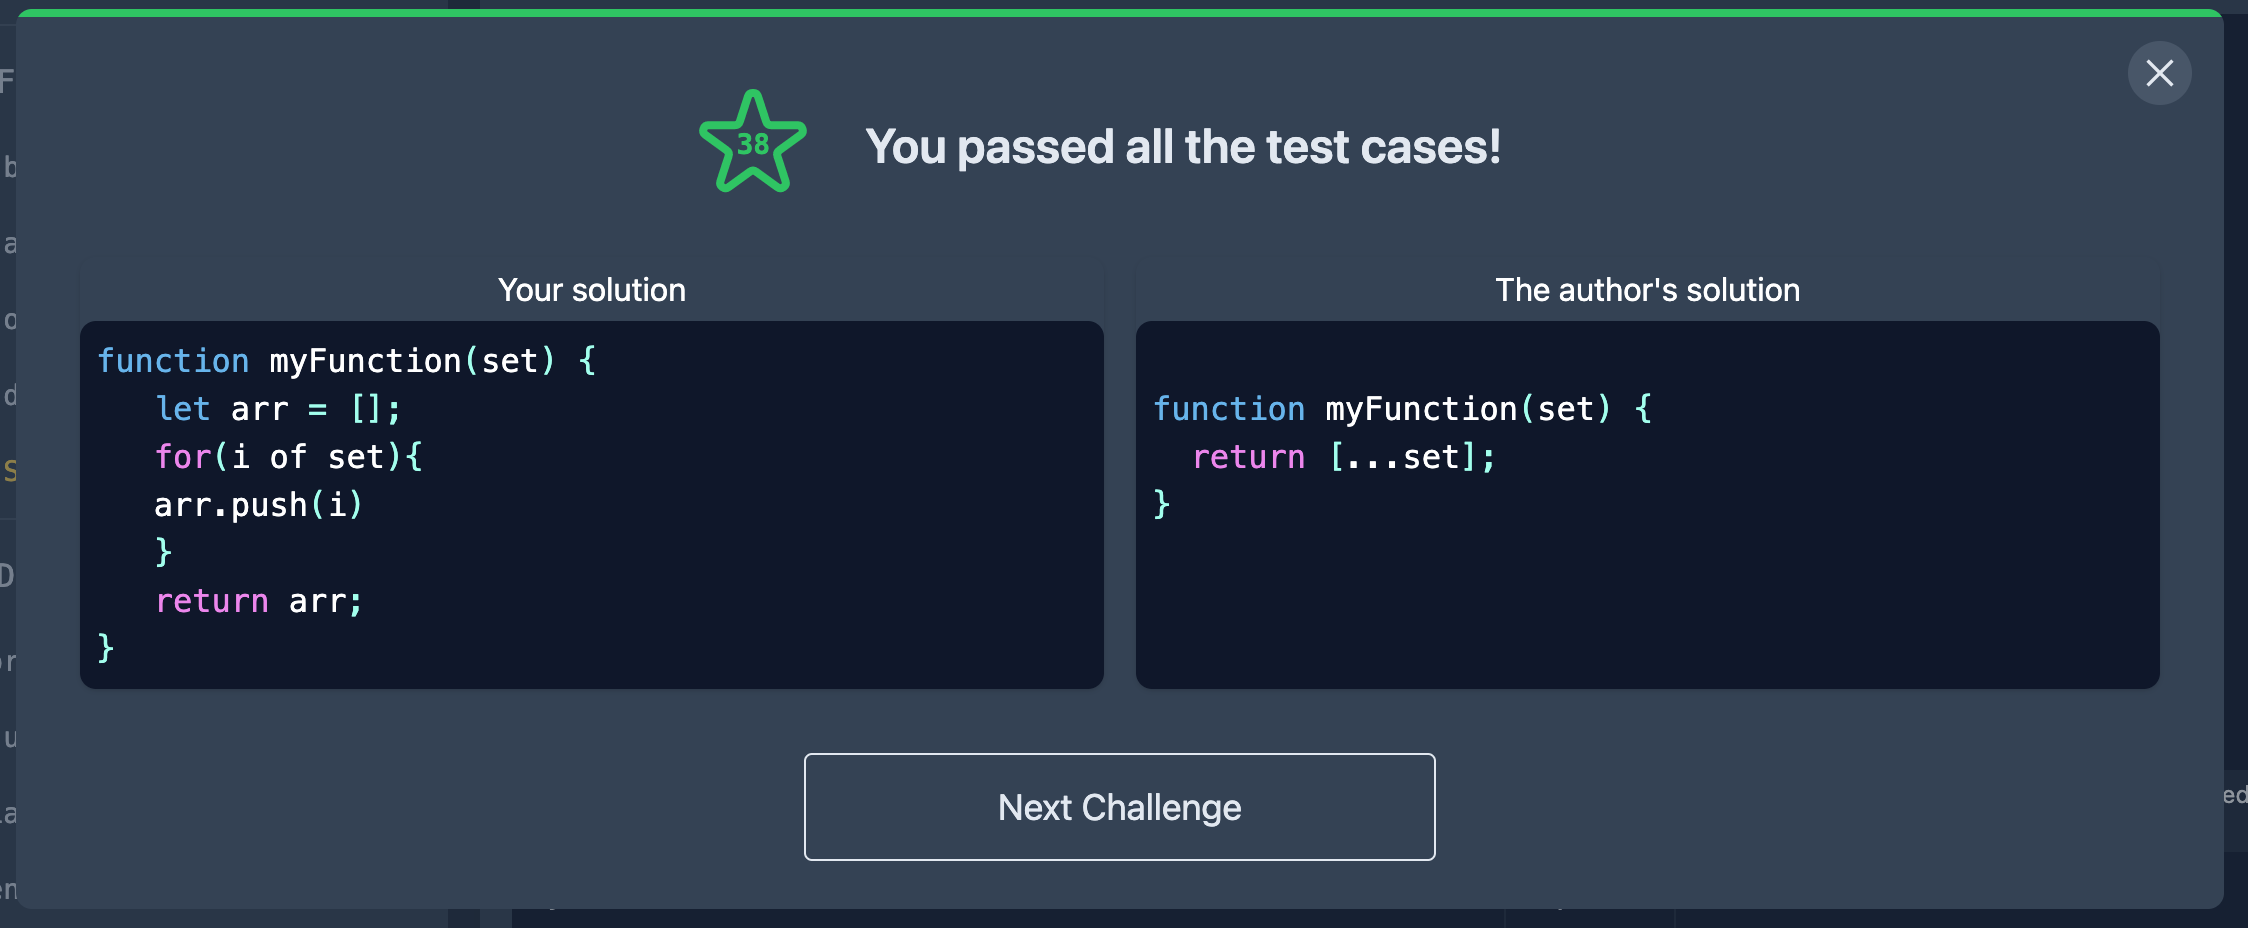 38
You passed all the test cases!
Your solution
function myFunction(set) {
   let arr = [];
   for(i of set){
   arr.push(i)
   }
   return arr;
}
The author's solution
function myFunction(set) {
  return [...set];
}
Next Challenge